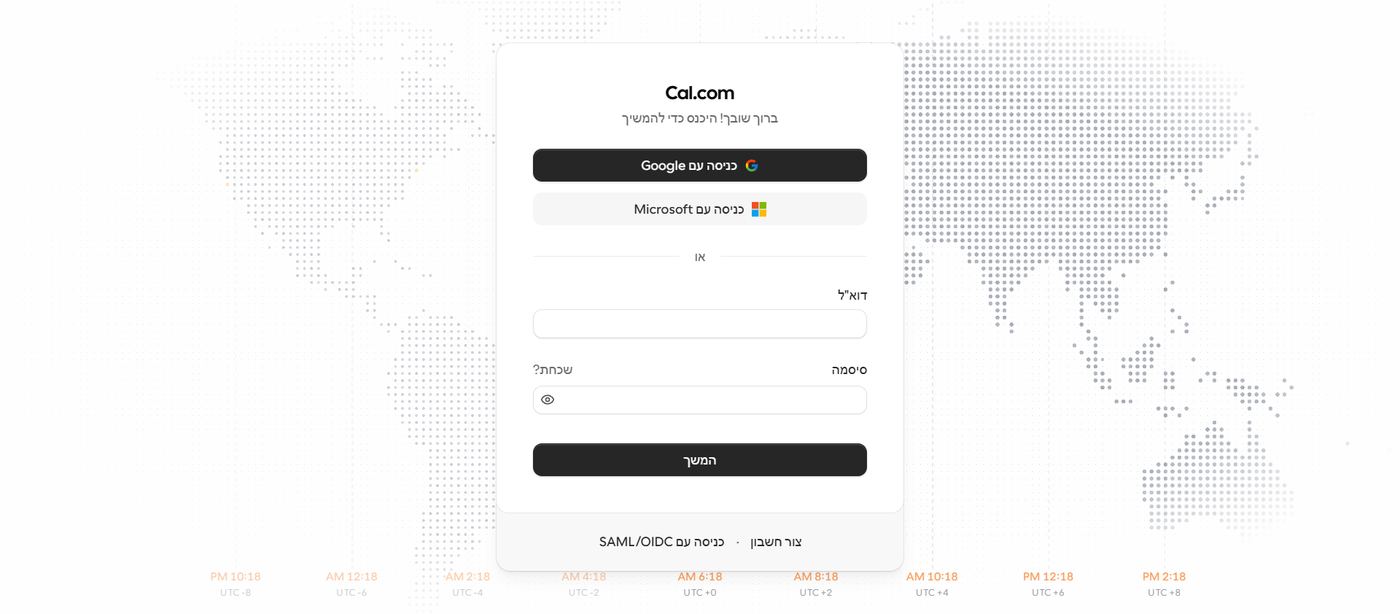 Cal.com
ברוך שובך! היכנס כדי להמשיך
כניסה עם Google
כניסה עם Microsoft
או
דוא"ל
סיסמה
שכחת?
המשך
צור חשבון · כניסה עם SAML/OIDC
PM 10:18 AM 12:18 AM 2:18 AM 4:18 AM 6:18 AM 8:18 AM 10:18 PM 12:18 PM 2:18
UTC -8 UTC -6 UTC -4 UTC -2 UTC +0 UTC +2 UTC +4 UTC +6 UTC +8